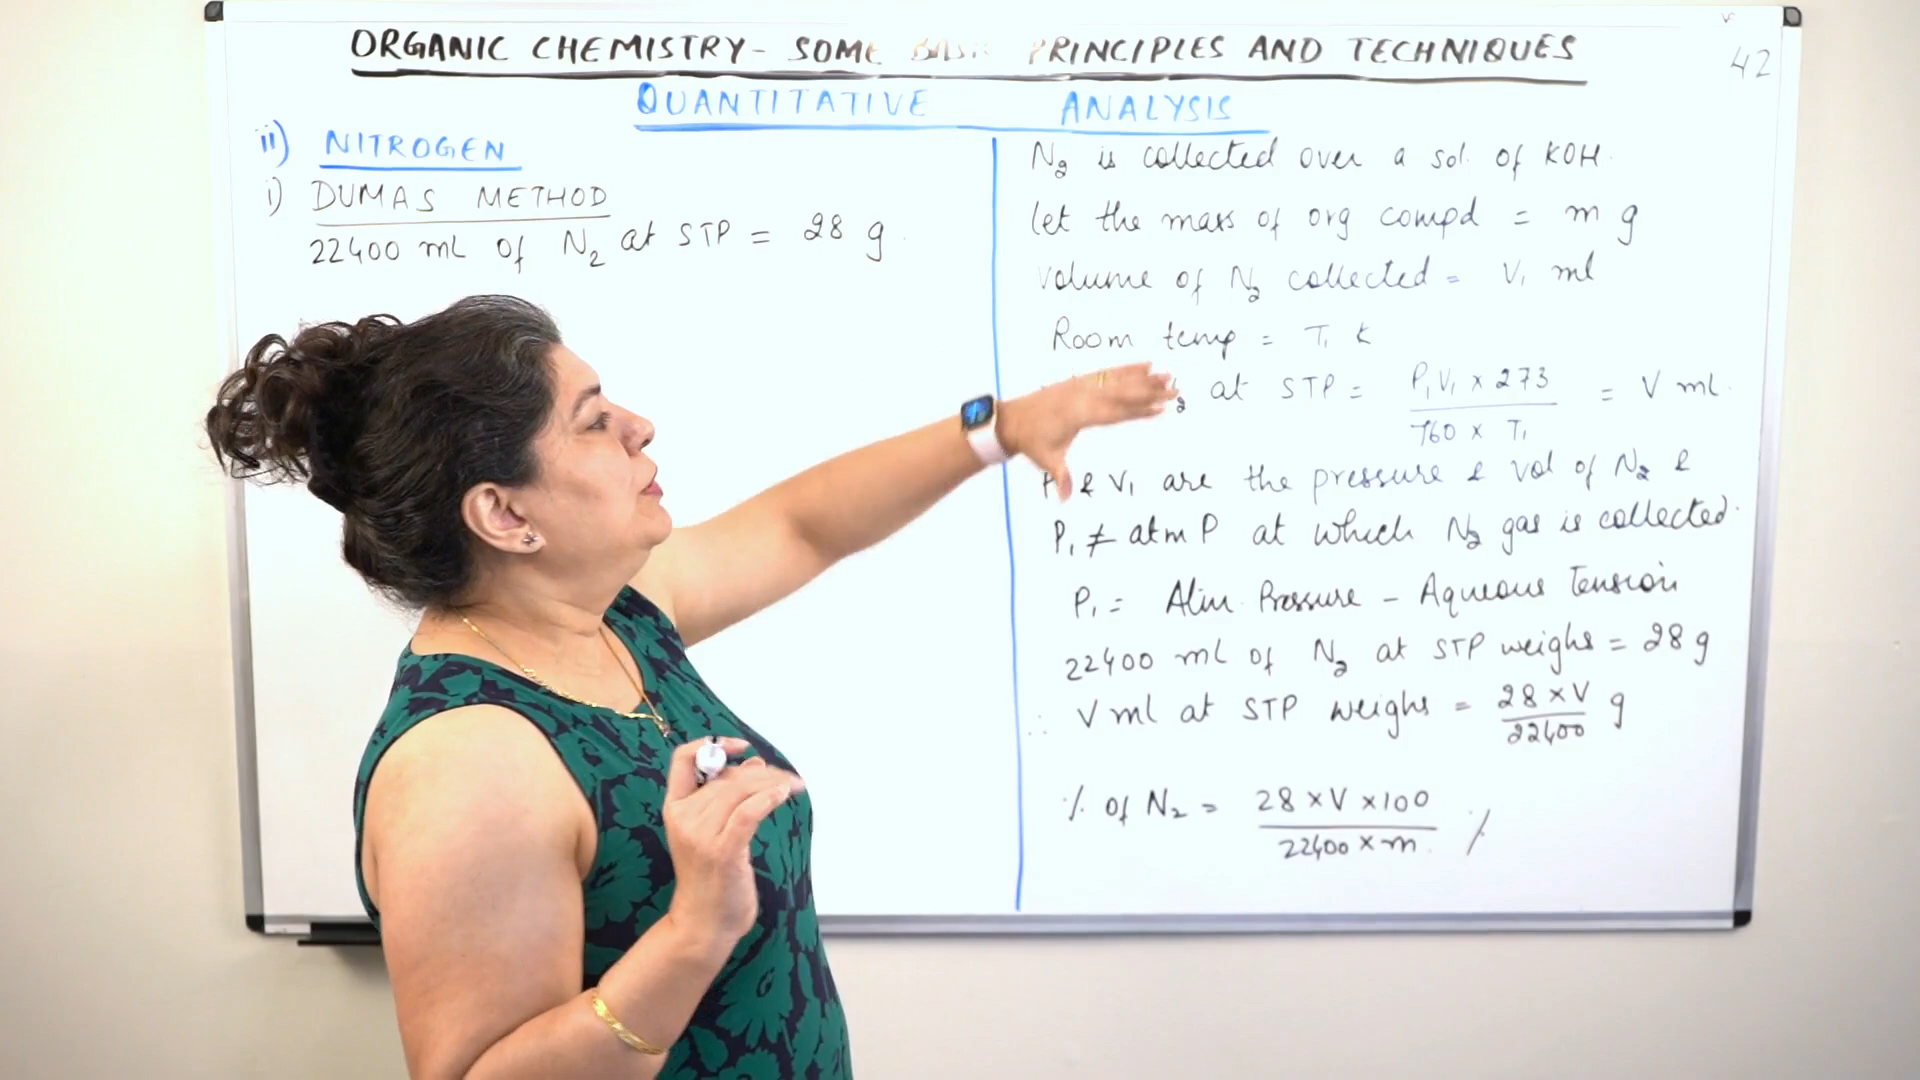 ORGANIC CHEMISTRY - SOME BASIC PRINCIPLES AND TECHNIQUES
42
QUANTITATIVE ANALYSIS
ii) NITROGEN
i) DUMAS METHOD
22400 ml of N₂ at STP = 28 g.
N₂ is collected over a sol. of KOH.
let the mass of org compd = m g
volume of N₂ collected = V₁ ml
Room temp = T₁ K
at STP = P₁V₁ x 273 / 760 x T₁ = V ml.
& V₁ are the pressure & vol of N₂ &
P₁ ≠ atm P at which N₂ gas is collected.
P₁ = Atm. Pressure - Aqueous Tension
22400 ml of N₂ at STP weighs = 28 g
∴ V ml at STP weighs = 28 x V / 22400 g
% of N₂ = 28 x V x 100 / 22400 x m %